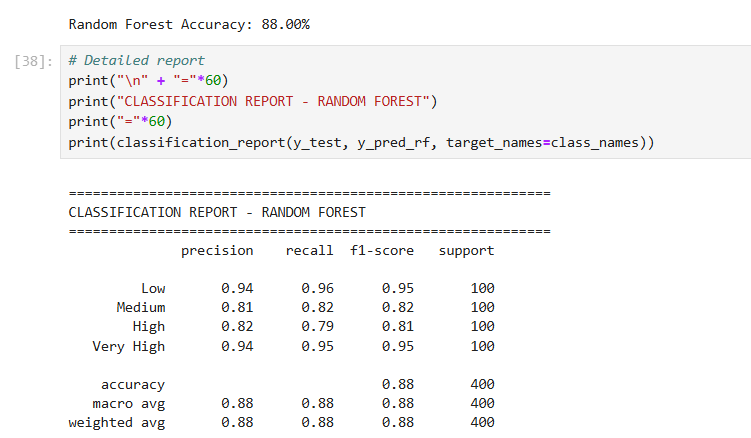 Random Forest Accuracy: 88.00%
[38]: # Detailed report
print("\n" + "="*60)
print("CLASSIFICATION REPORT - RANDOM FOREST")
print("="*60)
print(classification_report(y_test, y_pred_rf, target_names=class_names))
============================================================
CLASSIFICATION REPORT - RANDOM FOREST
============================================================
precision recall f1-score support
Low 0.94 0.96 0.95 100
Medium 0.81 0.82 0.82 100
High 0.82 0.79 0.81 100
Very High 0.94 0.95 0.95 100
accuracy 0.88 400
macro avg 0.88 0.88 0.88 400
weighted avg 0.88 0.88 0.88 400